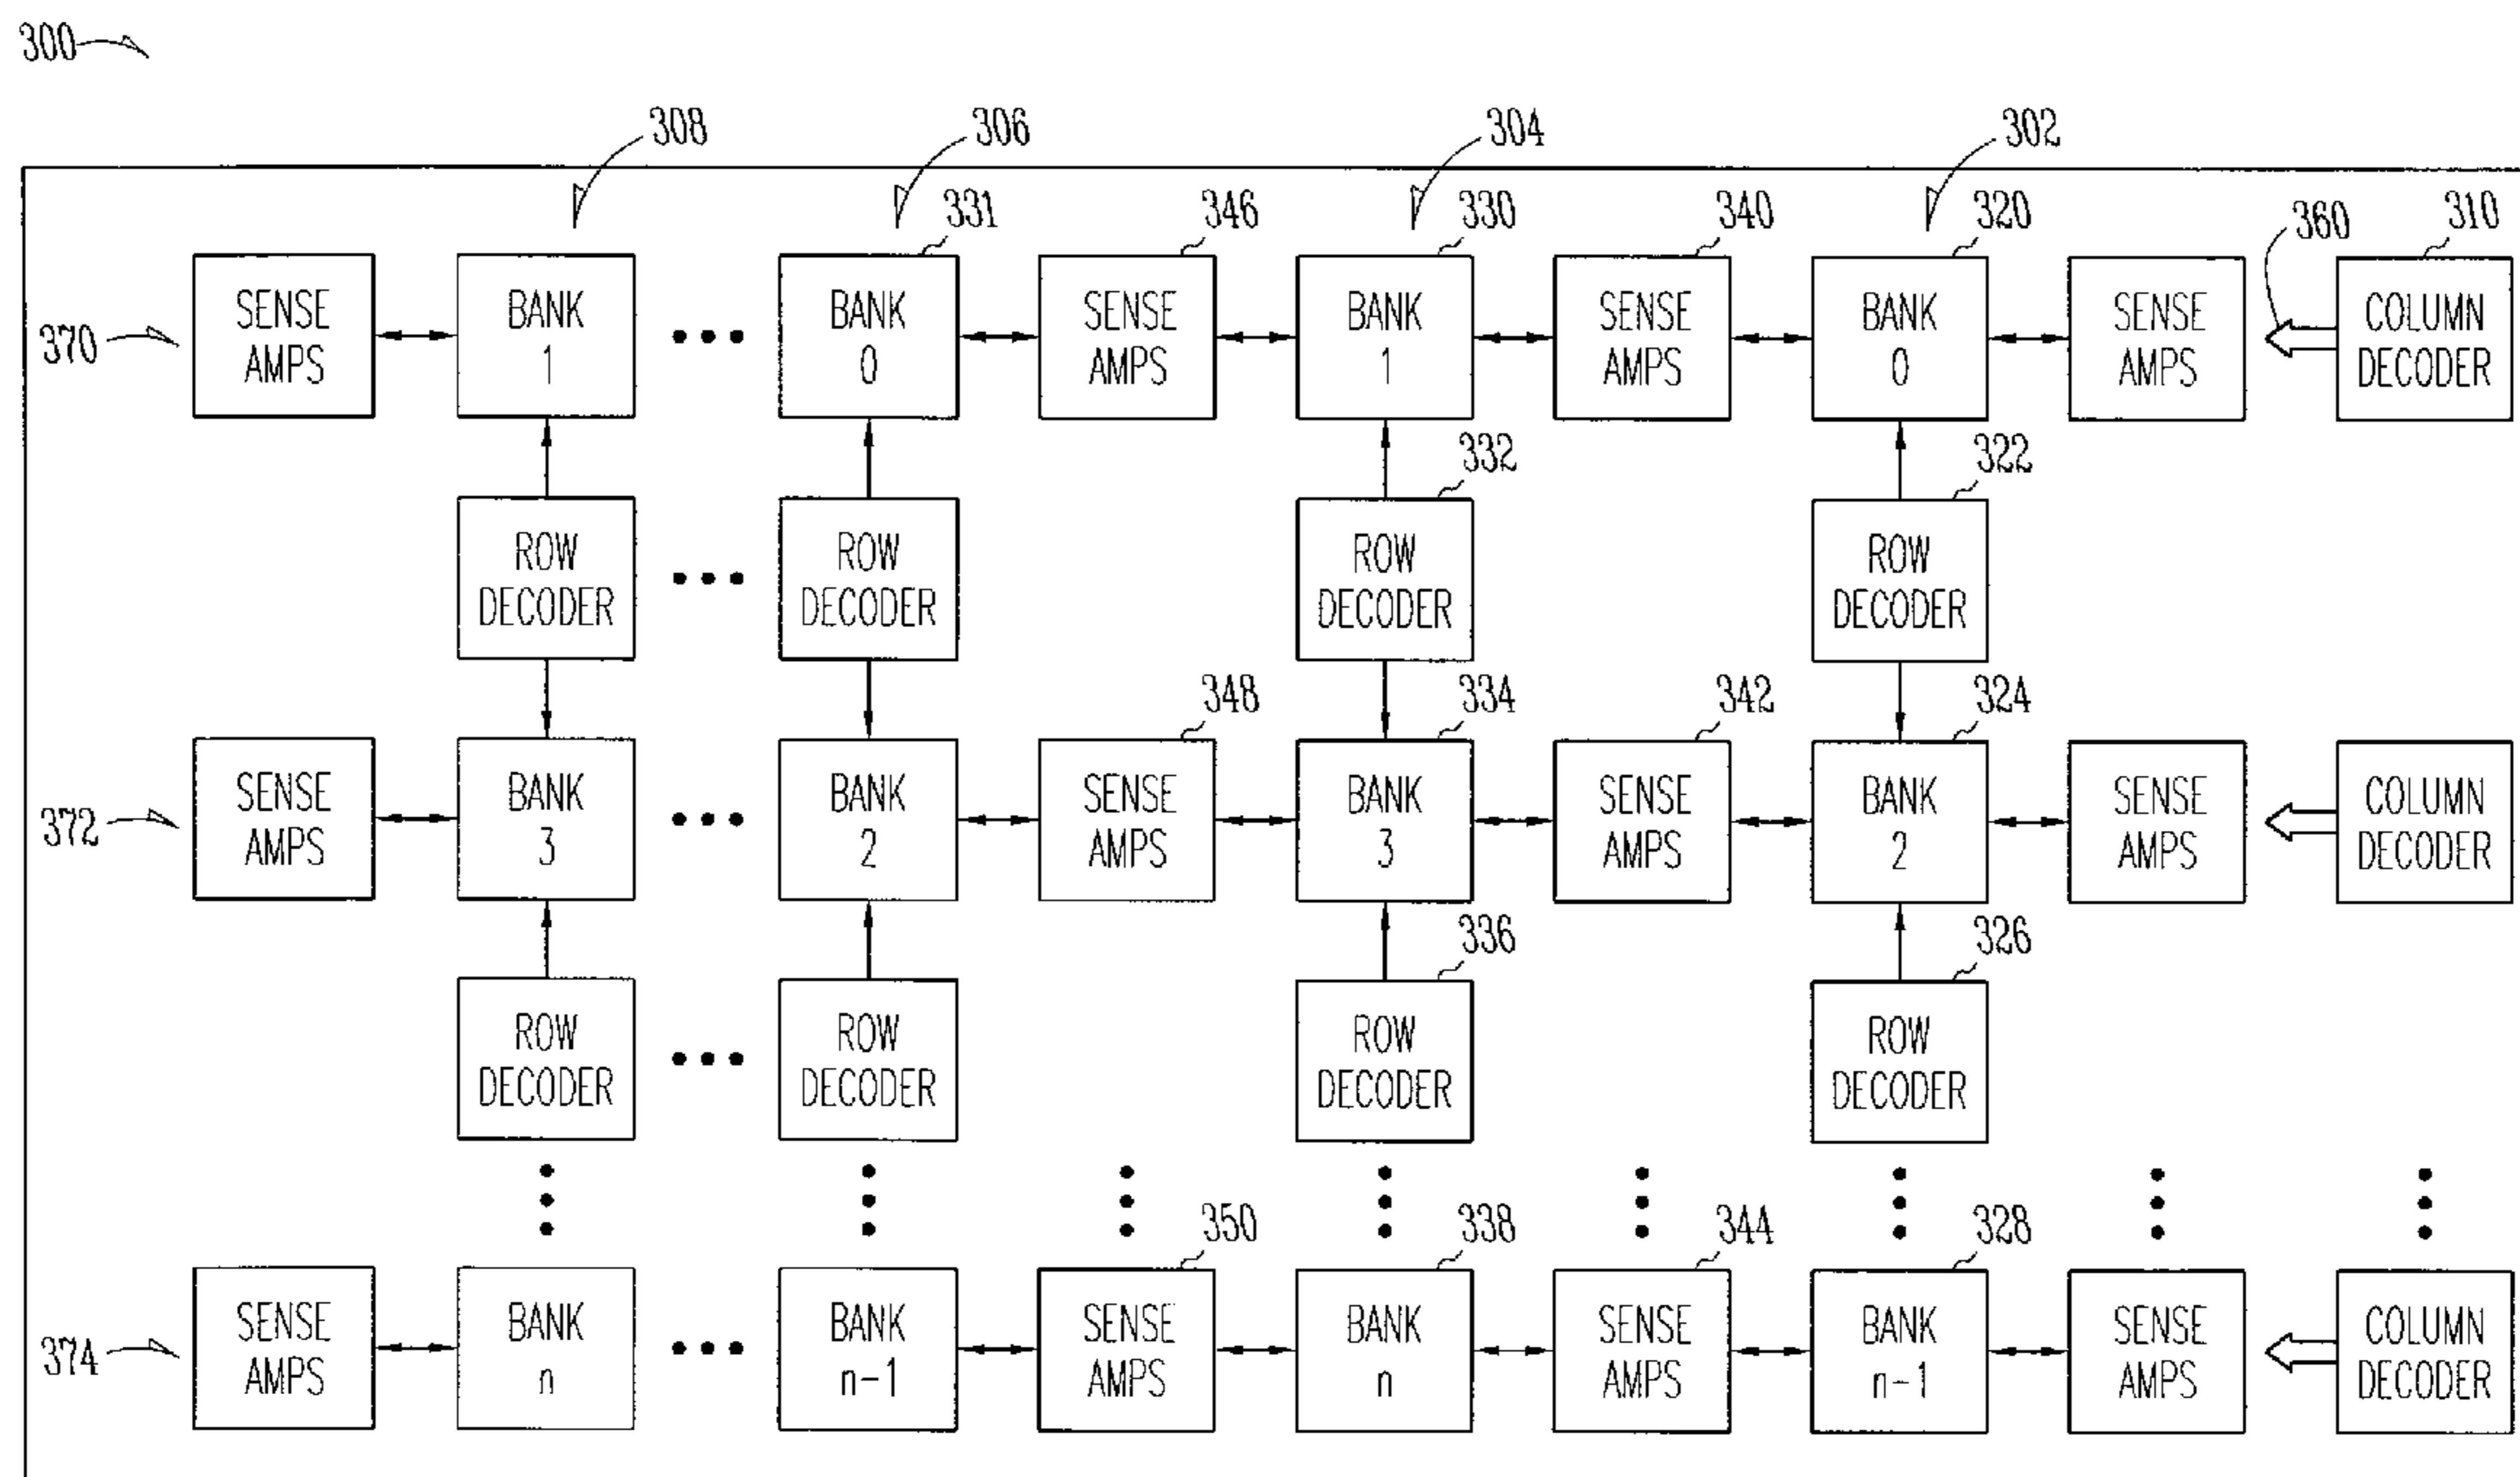 300
308 306 304 302
331 346 330 340 320 360 310
370
SENSE AMPS
BANK 1
BANK 0
SENSE AMPS
BANK 1
SENSE AMPS
BANK 0
SENSE AMPS
COLUMN DECODER
332 322
ROW DECODER
ROW DECODER
ROW DECODER
ROW DECODER
348 334 342 324
372
SENSE AMPS
BANK 3
BANK 2
SENSE AMPS
BANK 3
SENSE AMPS
BANK 2
SENSE AMPS
COLUMN DECODER
336 326
ROW DECODER
ROW DECODER
ROW DECODER
ROW DECODER
350 338 344 328
374
SENSE AMPS
BANK n
BANK n-1
SENSE AMPS
BANK n
SENSE AMPS
BANK n-1
SENSE AMPS
COLUMN DECODER